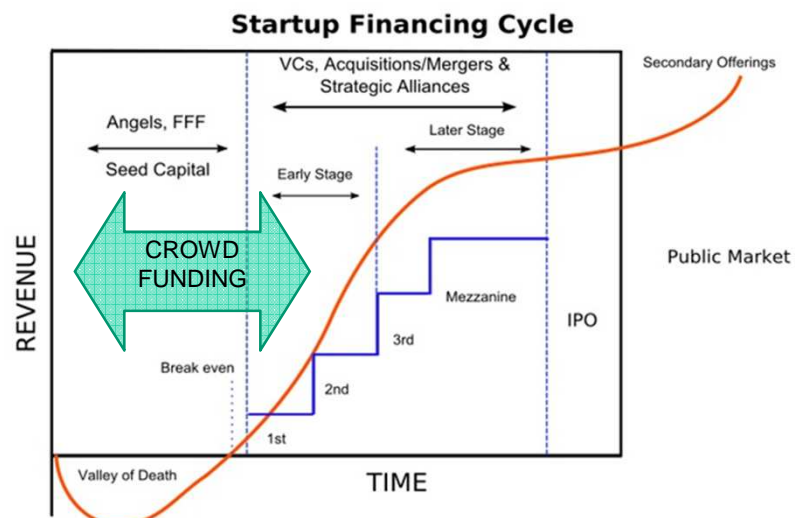 Startup Financing Cycle
VCs, Acquisitions/Mergers &
Strategic Alliances
Secondary Offerings
Angels, FFF
Seed Capital
Later Stage
Early Stage
CROWD
FUNDING
REVENUE
Public Market
Mezzanine
IPO
3rd
Break even
2nd
1st
Valley of Death
TIME